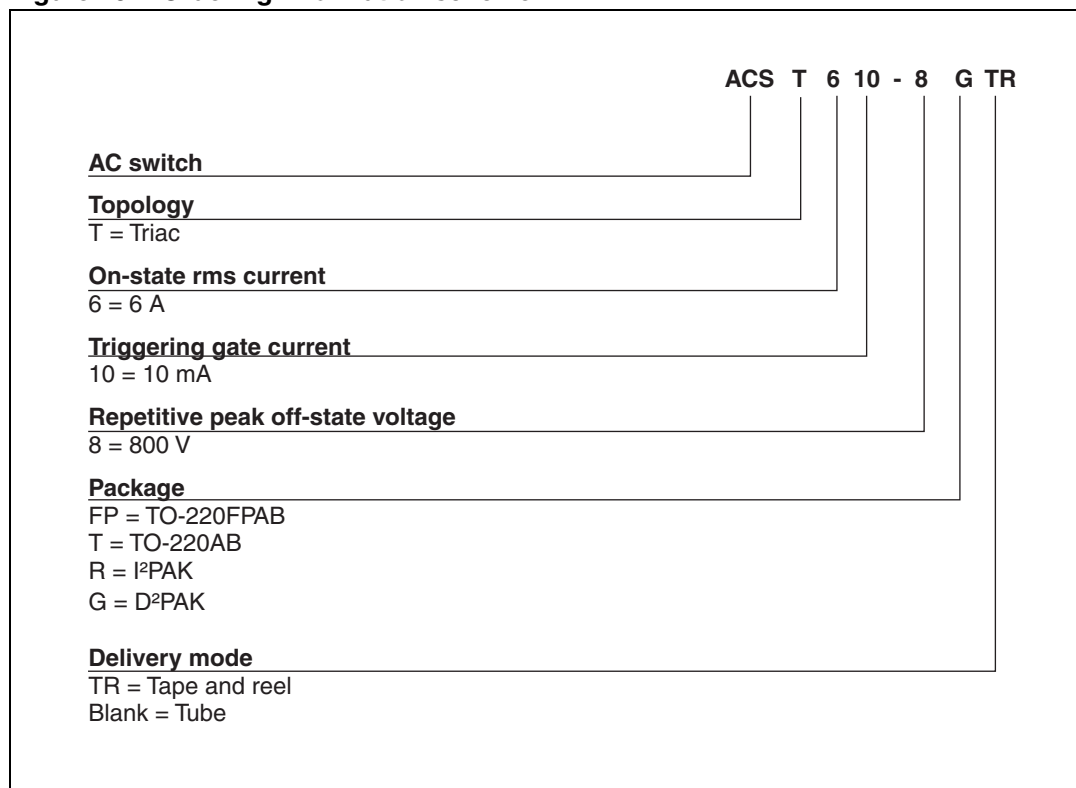 ACS T 6 10 - 8 G TR
AC switch
Topology
T = Triac
On-state rms current
6 = 6 A
Triggering gate current
10 = 10 mA
Repetitive peak off-state voltage
8 = 800 V
Package
FP = TO-220FPAB
T = TO-220AB
R = I²PAK
G = D²PAK
Delivery mode
TR = Tape and reel
Blank = Tube